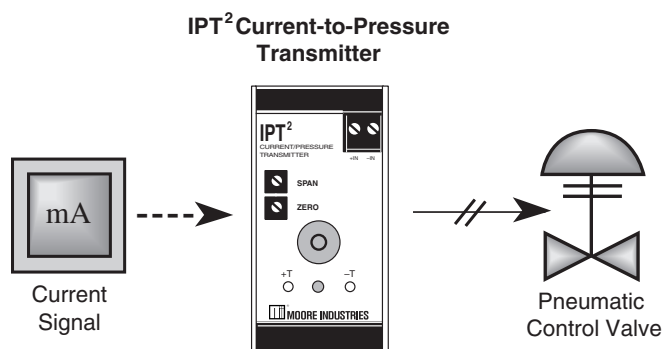 IPT² Current-to-Pressure
Transmitter
IPT²
CURRENT/PRESSURE
TRANSMITTER
+IN –IN
SPAN
ZERO
mA
+T –T
MOORE INDUSTRIES
Current
Signal
Pneumatic
Control Valve